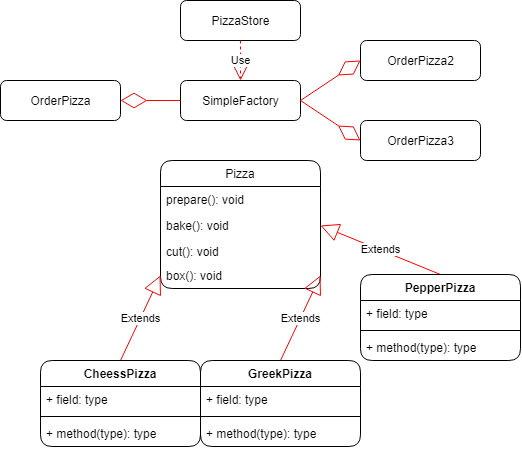 PizzaStore
Use
OrderPizza2
OrderPizza
SimpleFactory
OrderPizza3
Pizza
prepare(): void
bake(): void
cut(): void
box(): void
Extends
PepperPizza
+ field: type
+ method(type): type
Extends
Extends
CheessPizza
+ field: type
+ method(type): type
GreekPizza
+ field: type
+ method(type): type